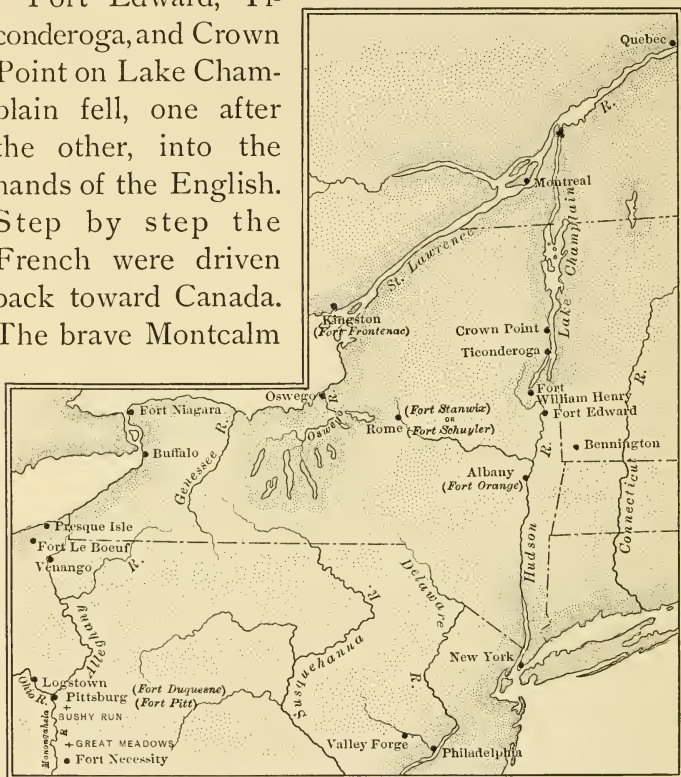 Fort Edward, Ti-
conderoga, and Crown
Point on Lake Cham-
plain fell, one after
the other, into the
hands of the English.
Step by step the
French were driven
back toward Canada.
The brave Montcalm
Quebec
R.
Montreal
St. Lawrence
Lake Champlain
Kingston
(Fort Frontenac)
Crown Point
Ticonderoga
Fort
William Henry
Fort Edward
Oswego
Oswego R.
Rome
(Fort Stanwix)
OR
(Fort Schuyler)
Bennington
Albany
(Fort Orange)
Hudson R.
Connecticut R.
Fort Niagara
Buffalo
Genessee R.
Presque Isle
Fort Le Boeuf
Venango
R.
Alleghany
Delaware
R.
Susquehanna
R.
New York
Logstown
Ohio R.
Pittsburg
(Fort Duquesne)
(Fort Pitt)
BUSHY RUN
Monongahela R.
GREAT MEADOWS
Fort Necessity
Valley Forge
Philadelphia